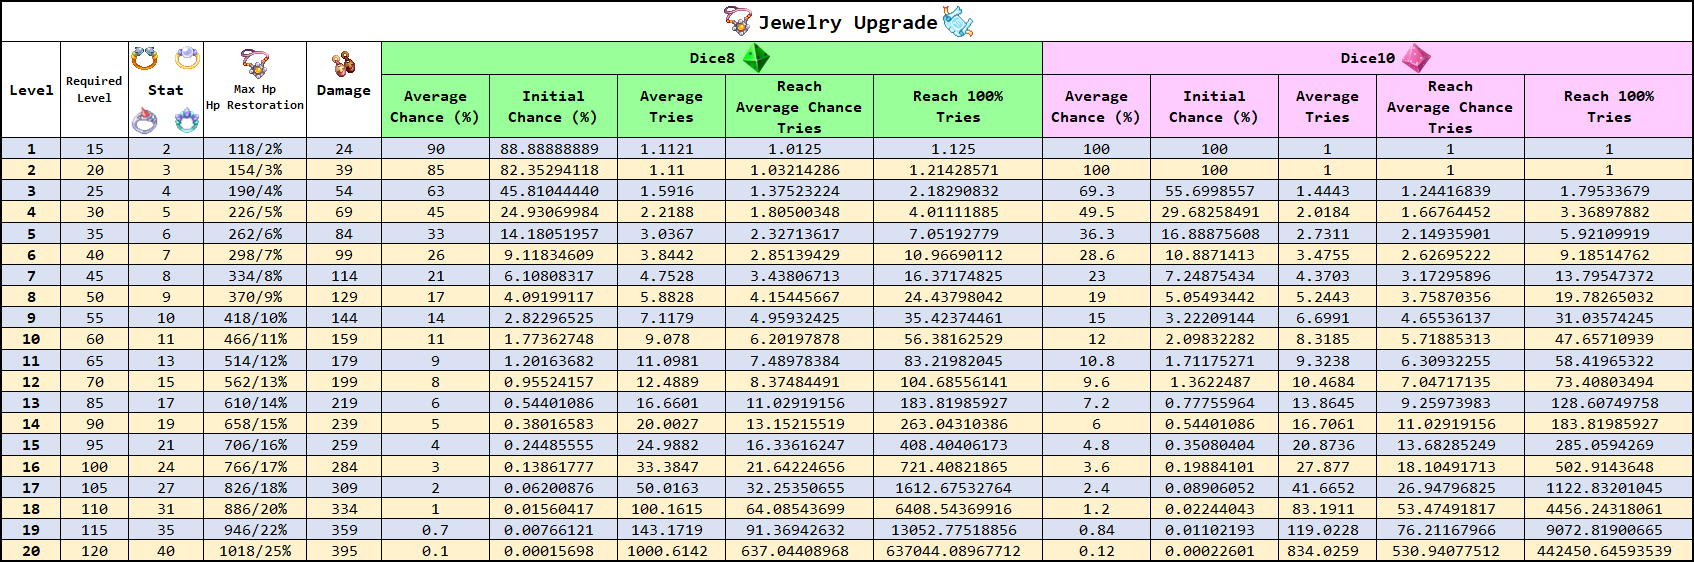 Jewelry Upgrade
Level Required Level Stat Max Hp Hp Restoration Damage Dice8 Dice10
Average Chance (%) Initial Chance (%) Average Tries Reach Average Chance Tries Reach 100% Tries Average Chance (%) Initial Chance (%) Average Tries Reach Average Chance Tries Reach 100% Tries
1 15 2 118/2% 24 90 88.88888889 1.1121 1.0125 1.125 100 100 1 1 1
2 20 3 154/3% 39 85 82.35294118 1.11 1.03214286 1.21428571 100 100 1 1 1
3 25 4 190/4% 54 63 45.81044440 1.5916 1.37523224 2.18290832 69.3 55.6998557 1.4443 1.24416839 1.79533679
4 30 5 226/5% 69 45 24.93069984 2.2188 1.80500348 4.01111885 49.5 29.68258491 2.0184 1.66764452 3.36897882
5 35 6 262/6% 84 33 14.18051957 3.0367 2.32713617 7.05192779 36.3 16.88875608 2.7311 2.14935901 5.92109919
6 40 7 298/7% 99 26 9.11834609 3.8442 2.85139429 10.96690112 28.6 10.8871413 3.4755 2.62695222 9.18514762
7 45 8 334/8% 114 21 6.10808317 4.7528 3.43806713 16.37174825 23 7.24875434 4.3703 3.17295896 13.79547372
8 50 9 370/9% 129 17 4.09199117 5.8828 4.15445667 24.43798042 19 5.05493442 5.2443 3.75870356 19.78265032
9 55 10 418/10% 144 14 2.82296525 7.1179 4.95932425 35.42374461 15 3.22209144 6.6991 4.65536137 31.03574245
10 60 11 466/11% 159 11 1.77362748 9.078 6.20197878 56.38162529 12 2.09832282 8.3185 5.71885313 47.65710939
11 65 13 514/12% 179 9 1.20163682 11.0981 7.48978384 83.21982045 10.8 1.71175271 9.3238 6.30932255 58.41965322
12 70 15 562/13% 199 8 0.95524157 12.4889 8.37484491 104.68556141 9.6 1.3622487 10.4684 7.04717135 73.40803494
13 85 17 610/14% 219 6 0.54401086 16.6601 11.02919156 183.81985927 7.2 0.77755964 13.8645 9.25973983 128.60749758
14 90 19 658/15% 239 5 0.38016583 20.0027 13.15215519 263.04310386 6 0.54401086 16.7061 11.02919156 183.81985927
15 95 21 706/16% 259 4 0.24485555 24.9882 16.33616247 408.40406173 4.8 0.35080404 20.8736 13.68285249 285.0594269
16 100 24 766/17% 284 3 0.13861777 33.3847 21.64224656 721.40821865 3.6 0.19884101 27.877 18.10491713 502.9143648
17 105 27 826/18% 309 2 0.06200876 50.0163 32.25350655 1612.67532764 2.4 0.08906052 41.6652 26.94796825 1122.83201045
18 110 31 886/20% 334 1 0.01560417 100.1615 64.08543699 6408.54369916 1.2 0.02244043 83.1911 53.47491817 4456.24318061
19 115 35 946/22% 359 0.7 0.00766121 143.1719 91.36942632 13052.77518856 0.84 0.01102193 119.0228 76.21167966 9072.81900665
20 120 40 1018/25% 395 0.1 0.00015698 1000.6142 637.04408968 637044.08967712 0.12 0.00022601 834.0259 530.94077512 442450.64593539